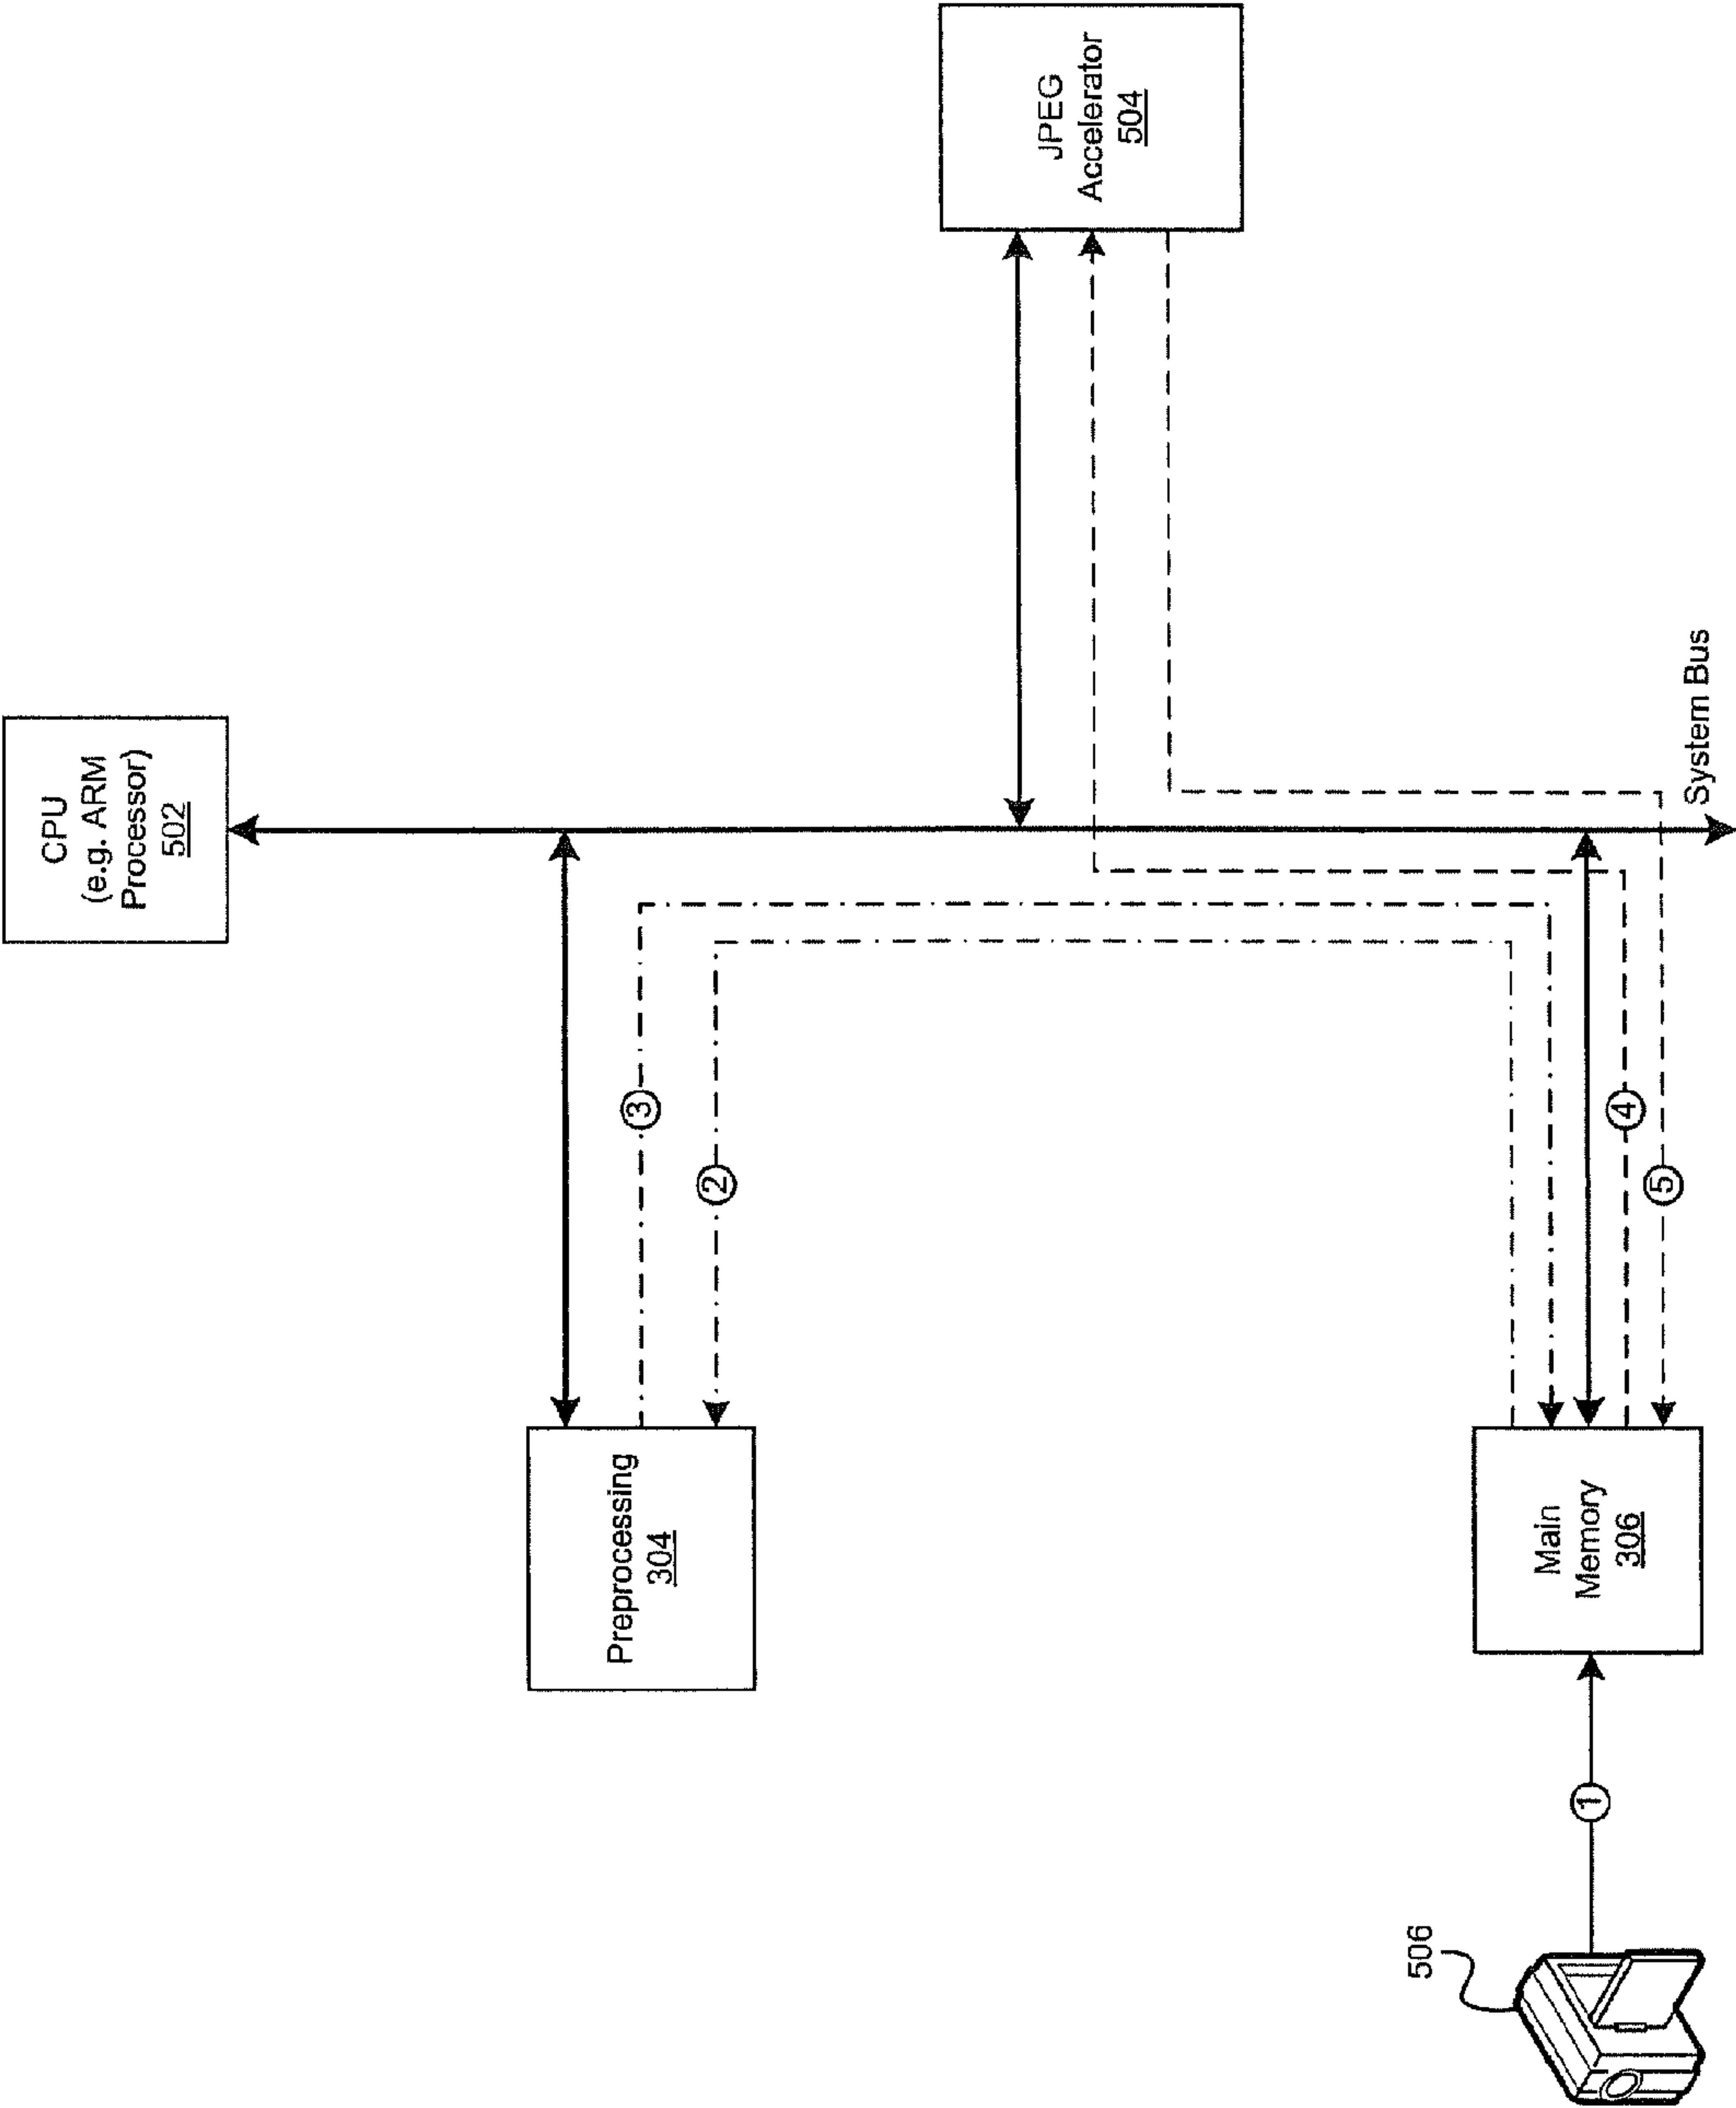 CPU
(e.g. ARM
Processor)
502
JPEG
Accelerator
504
Preprocessing
304
3
2
System Bus
Main
Memory
306
4
5
1
506